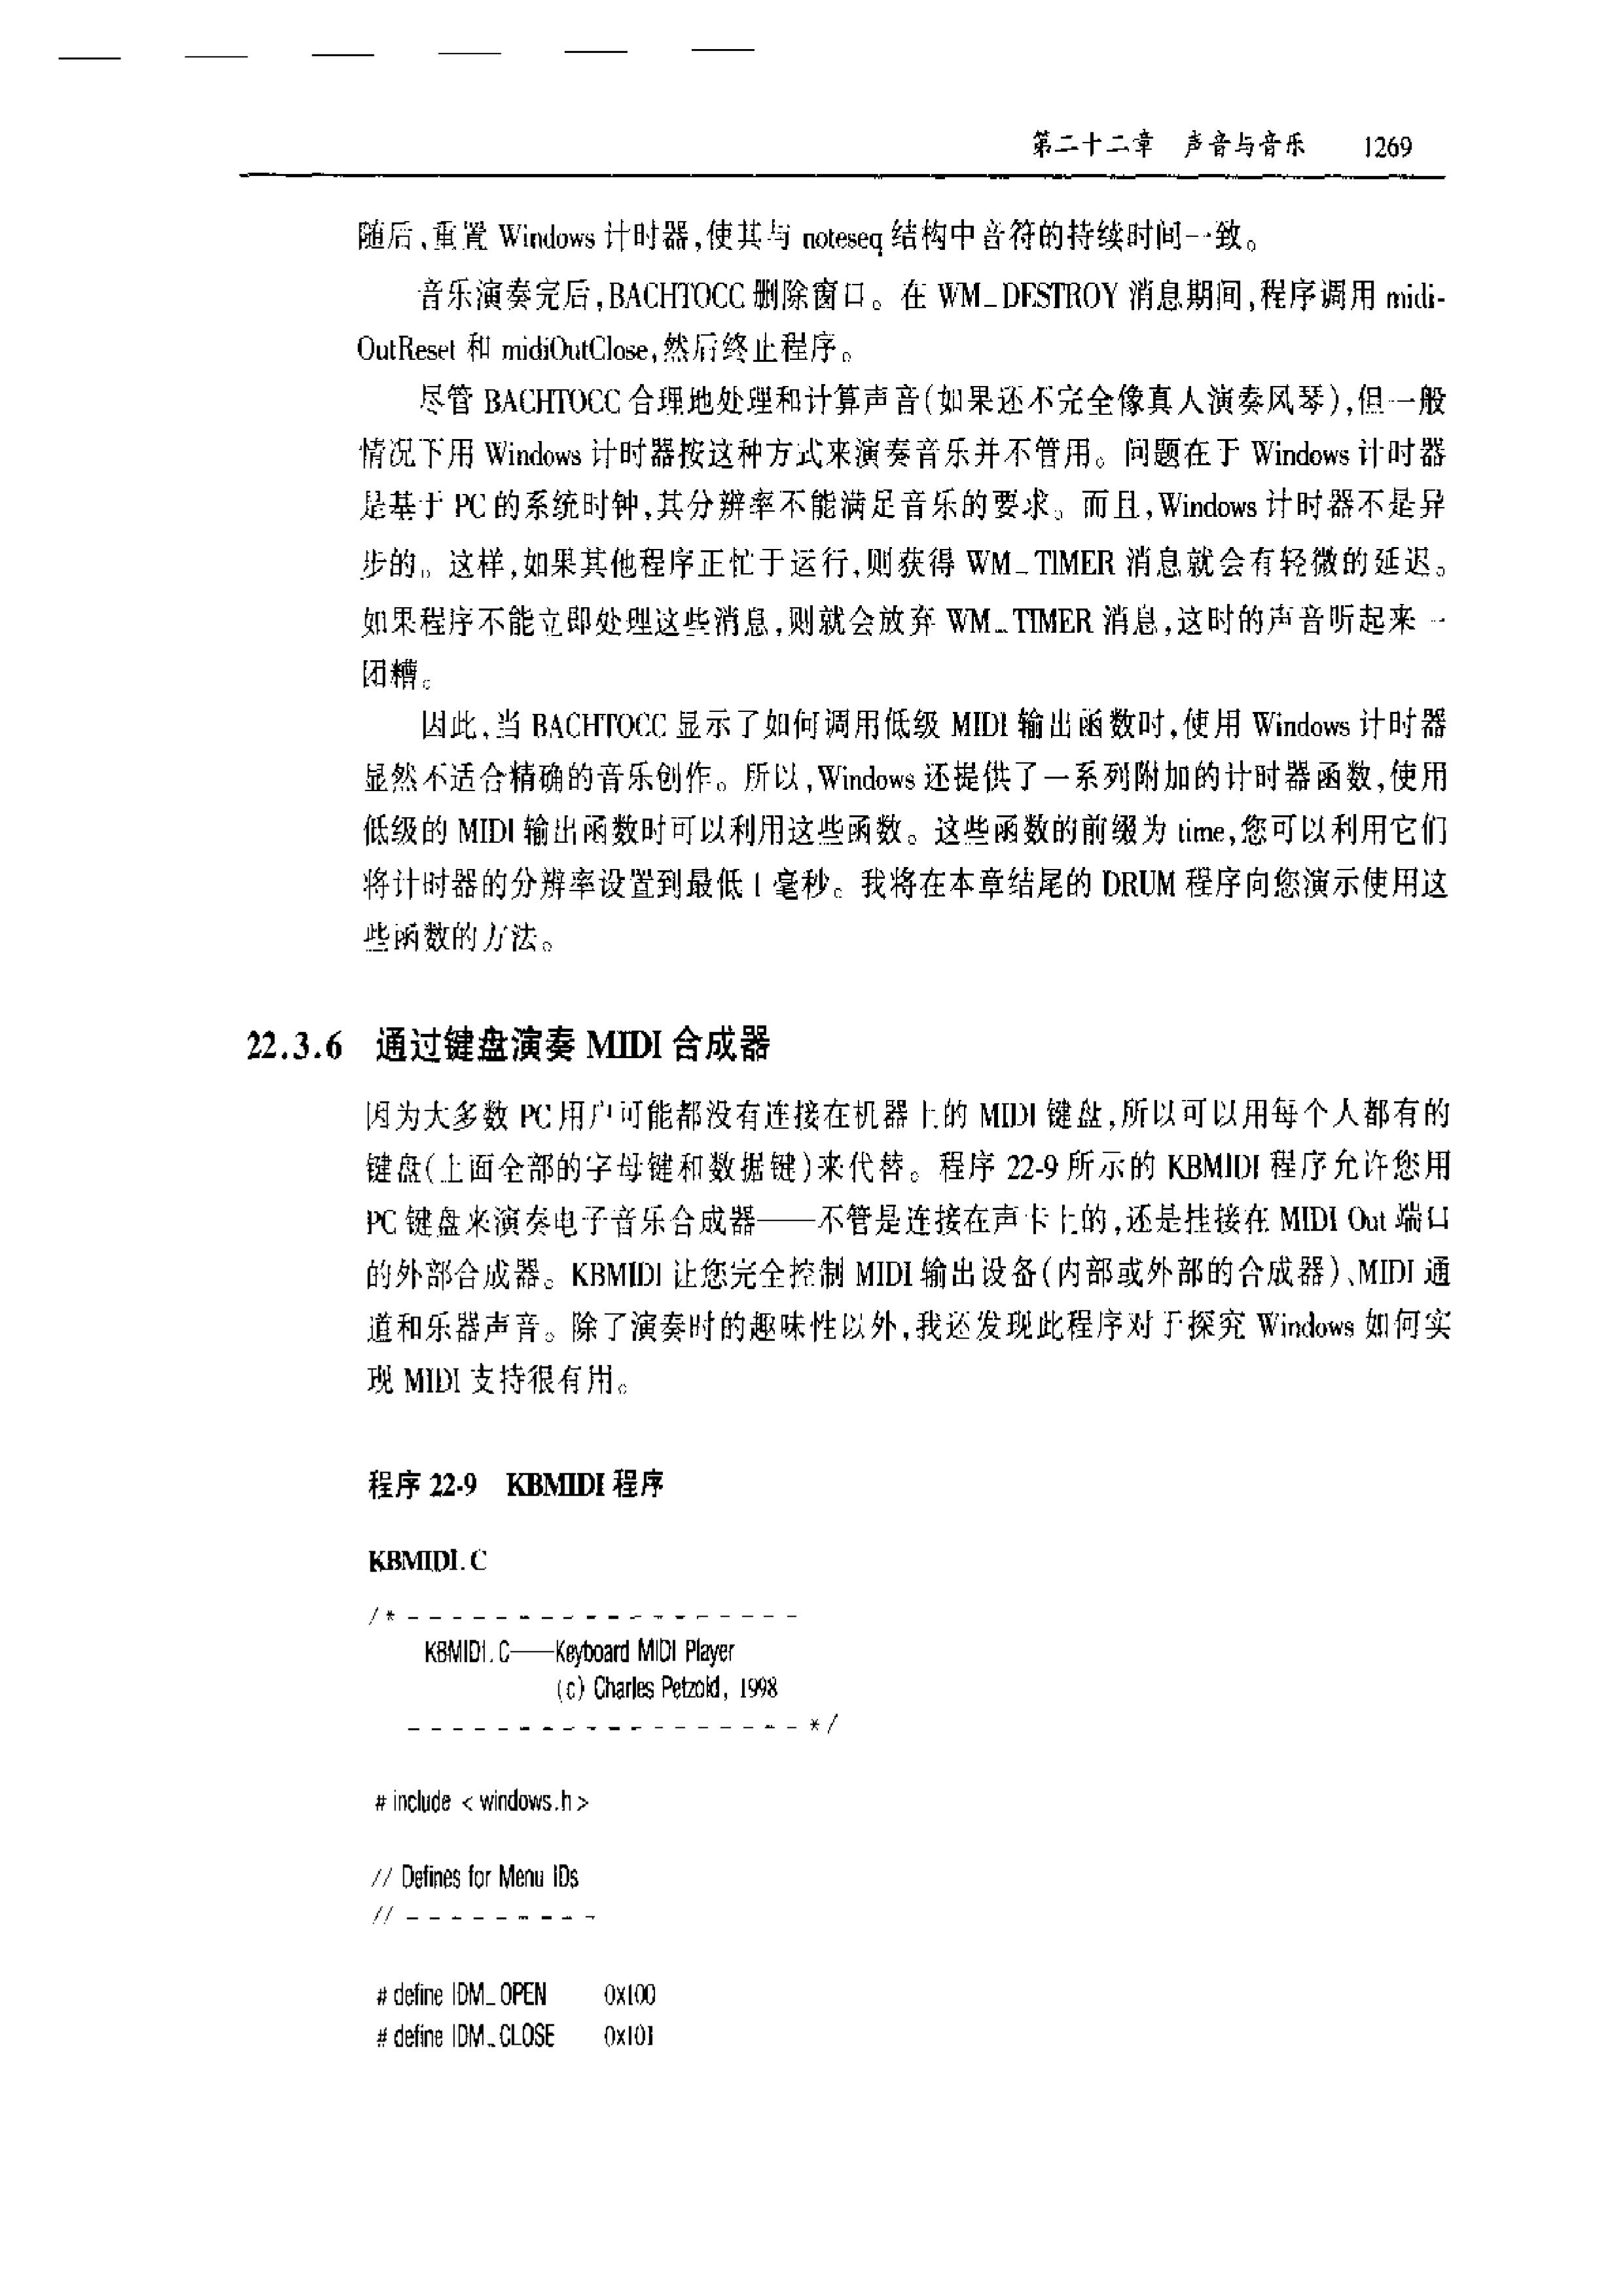 第二十二章 声音与音乐 1269
随后,重置 Windows 计时器,使其与 noteseq 结构中音符的持续时间一致。
音乐演奏完后,BACHTOCC 删除窗口。在 WM_DESTROY 消息期间,程序调用 midi-
OutReset 和 midiOutClose,然后终止程序。
尽管 BACHTOCC 合理地处理和计算声音(如果还不完全像真人演奏风琴),但一般
情况下用 Windows 计时器按这种方式来演奏音乐并不管用。问题在于 Windows 计时器
是基于 PC 的系统时钟,其分辨率不能满足音乐的要求。而且,Windows 计时器不是异
步的。这样,如果其他程序正忙于运行,则获得 WM_TIMER 消息就会有轻微的延迟。
如果程序不能立即处理这些消息,则就会放弃 WM_TIMER 消息,这时的声音听起来一
团糟。
因此,当 BACHTOCC 显示了如何调用低级 MIDI 输出函数时,使用 Windows 计时器
显然不适合精确的音乐创作。所以,Windows 还提供了一系列附加的计时器函数,使用
低级的 MIDI 输出函数时可以利用这些函数。这些函数的前缀为 time,您可以利用它们
将计时器的分辨率设置到最低 1 毫秒。我将在本章结尾的 DRUM 程序向您演示使用这
些函数的方法。
22.3.6 通过键盘演奏 MIDI 合成器
因为大多数 PC 用户可能都没有连接在机器上的 MIDI 键盘,所以可以用每个人都有的
键盘(上面全部的字母键和数据键)来代替。程序 22-9 所示的 KBMIDI 程序允许您用
PC 键盘来演奏电子音乐合成器——不管是连接在声卡上的,还是挂接在 MIDI Out 端口
的外部合成器。KBMIDI 让您完全控制 MIDI 输出设备(内部或外部的合成器)、MIDI 通
道和乐器声音。除了演奏时的趣味性以外,我还发现此程序对于探究 Windows 如何实
现 MIDI 支持很有用。
程序 22-9 KBMIDI 程序
KBMIDI.C
/* - - - - - - - - - - - - - - - - - -
KBMIDI.C——Keyboard MIDI Player
(c) Charles Petzold, 1998
- - - - - - - - - - - - - - - - - - */
# include < windows.h >
// Defines for Menu IDs
// - - - - - - - - -
# define IDM_OPEN 0x100
# define IDM_CLOSE 0x101